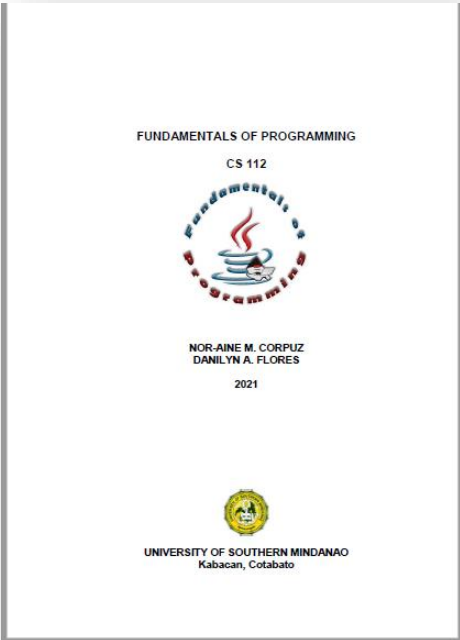 FUNDAMENTALS OF PROGRAMMING
CS 112
Fundamentals of
Programming
NOR-AINE M. CORPUZ
DANILYN A. FLORES
2021
UNIVERSITY OF SOUTHERN MINDANAO
Kabacan, Cotabato